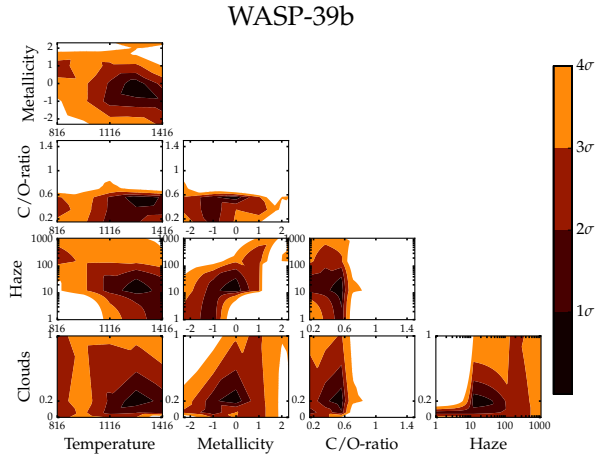 WASP-39b
Metallicity
2
1
0
-1
-2
816 1116 1416
4σ
3σ
2σ
1σ
C/O-ratio
1.4
1
0.6
0.2
-2 -1 0 1 2
Haze
1000
100
10
1
816 1116 1416
-2 -1 0 1 2
0.2 0.6 1 1.4
Clouds
1
0.2
0
816 1116 1416
-2 -1 0 1 2
0.2 0.6 1 1.4
1
0.2
0
1 10 100 1000
Temperature Metallicity C/O-ratio Haze